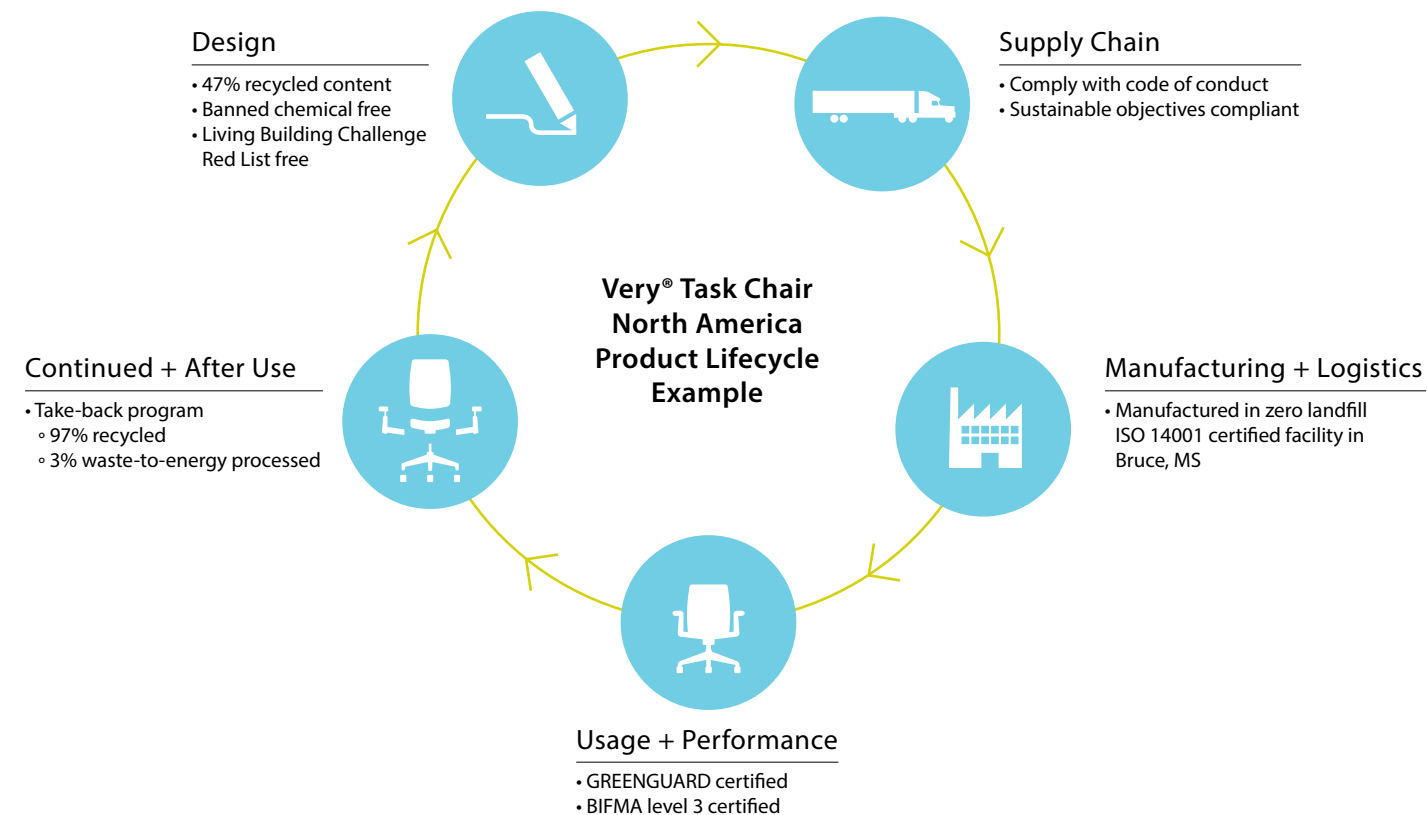 Design
• 47% recycled content
• Banned chemical free
• Living Building Challenge
Red List free
Supply Chain
• Comply with code of conduct
• Sustainable objectives compliant
Very® Task Chair
North America
Product Lifecycle
Example
Continued + After Use
• Take-back program
◦ 97% recycled
◦ 3% waste-to-energy processed
Manufacturing + Logistics
• Manufactured in zero landfill
ISO 14001 certified facility in
Bruce, MS
Usage + Performance
• GREENGUARD certified
• BIFMA level 3 certified